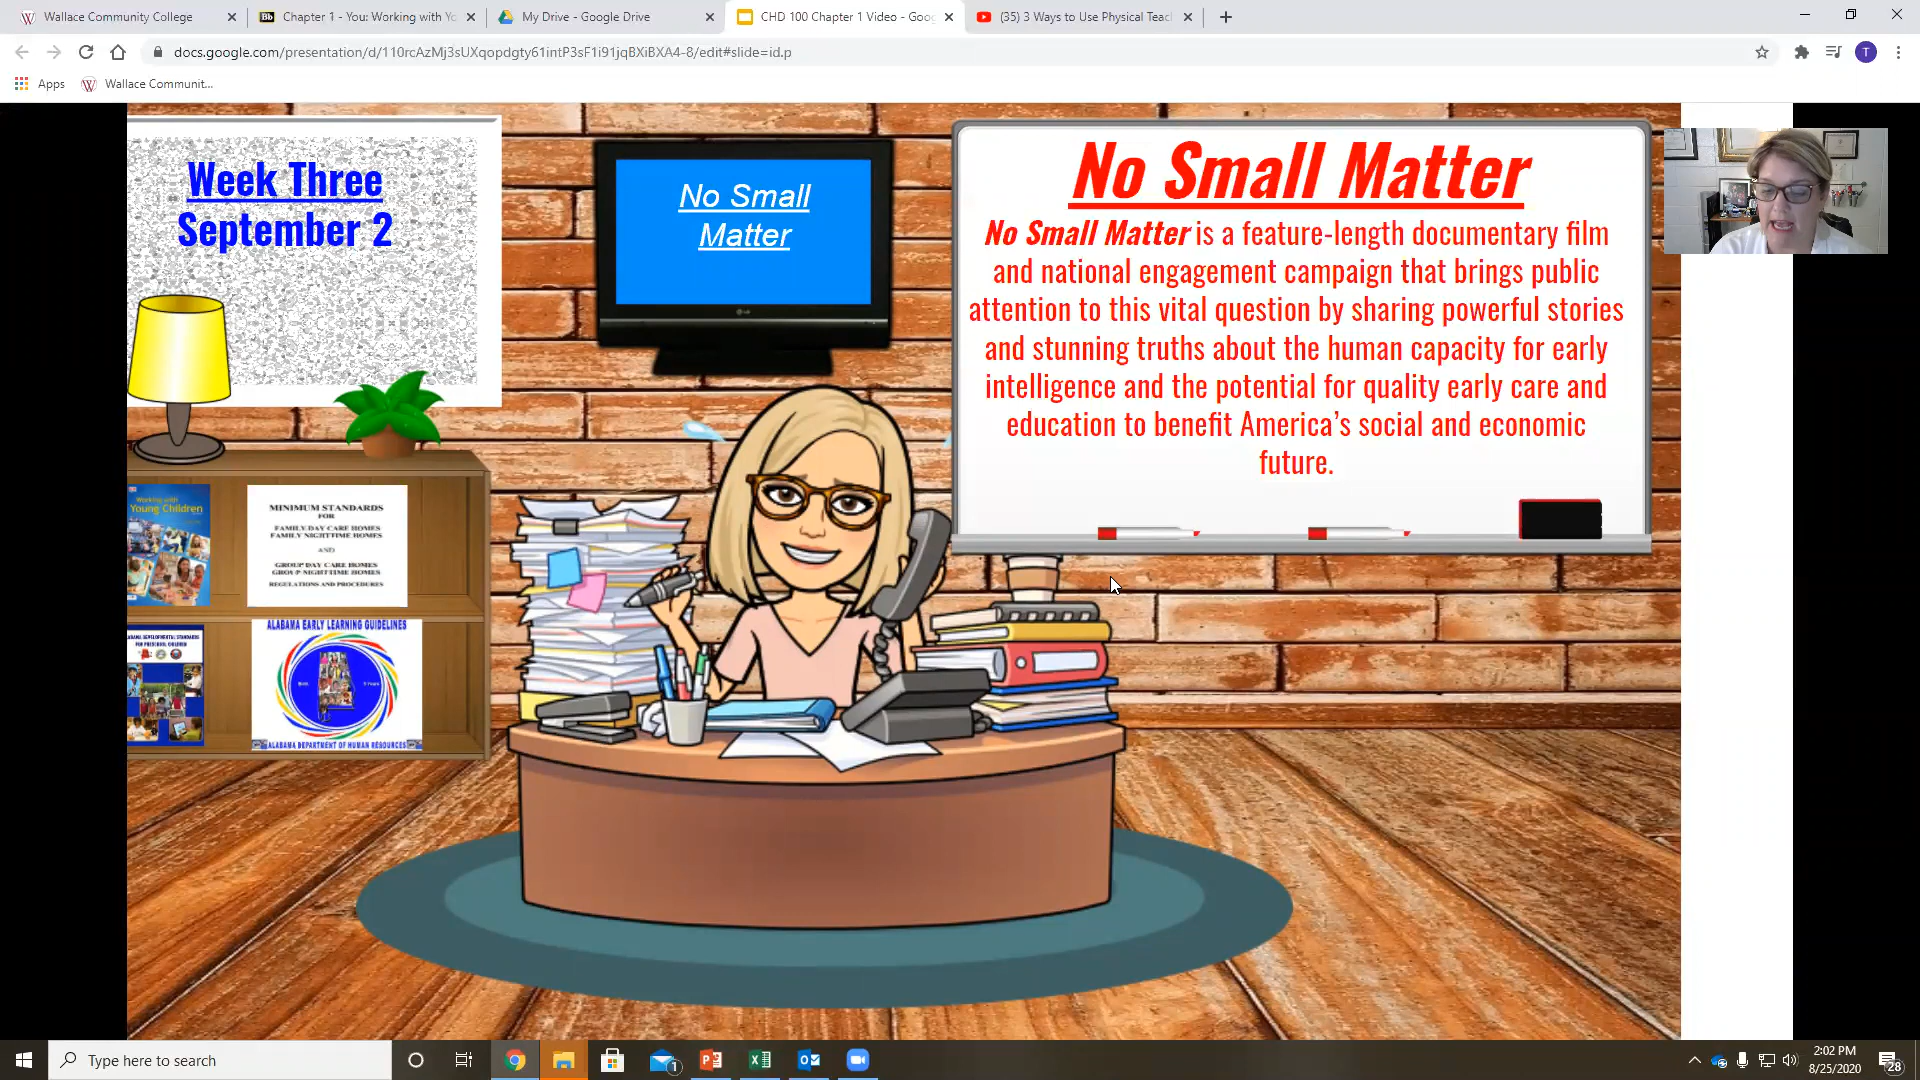 Wallace Community College
Chapter 1 - You: Working with Yo
My Drive - Google Drive
CHD 100 Chapter 1 Video - Goog
(35) 3 Ways to Use Physical Teac
docs.google.com/presentation/d/110rcAzMj3sUXqopdgty61intP3sF1i91jqBXiBXA4-8/edit#slide=id.p
T
Apps
Wallace Communit...
Week Three
September 2
No Small
Matter
LG
No Small Matter
No Small Matter is a feature-length documentary film
and national engagement campaign that brings public
attention to this vital question by sharing powerful stories
and stunning truths about the human capacity for early
intelligence and the potential for quality early care and
education to benefit America's social and economic
future.
Working with
Young Children
MINIMUM STANDARDS
FOR
FAMILY DAY CARE HOMES
FAMILY NIGHTTIME HOMES
AND
GROUP DAY CARE HOMES
GROUP NIGHTTIME HOMES
REGULATIONS AND PROCEDURES
ALABAMA EARLY LEARNING GUIDELINES
ALABAMA DEPARTMENT OF HUMAN RESOURCES
Type here to search
1
2:02 PM
8/25/2020
28